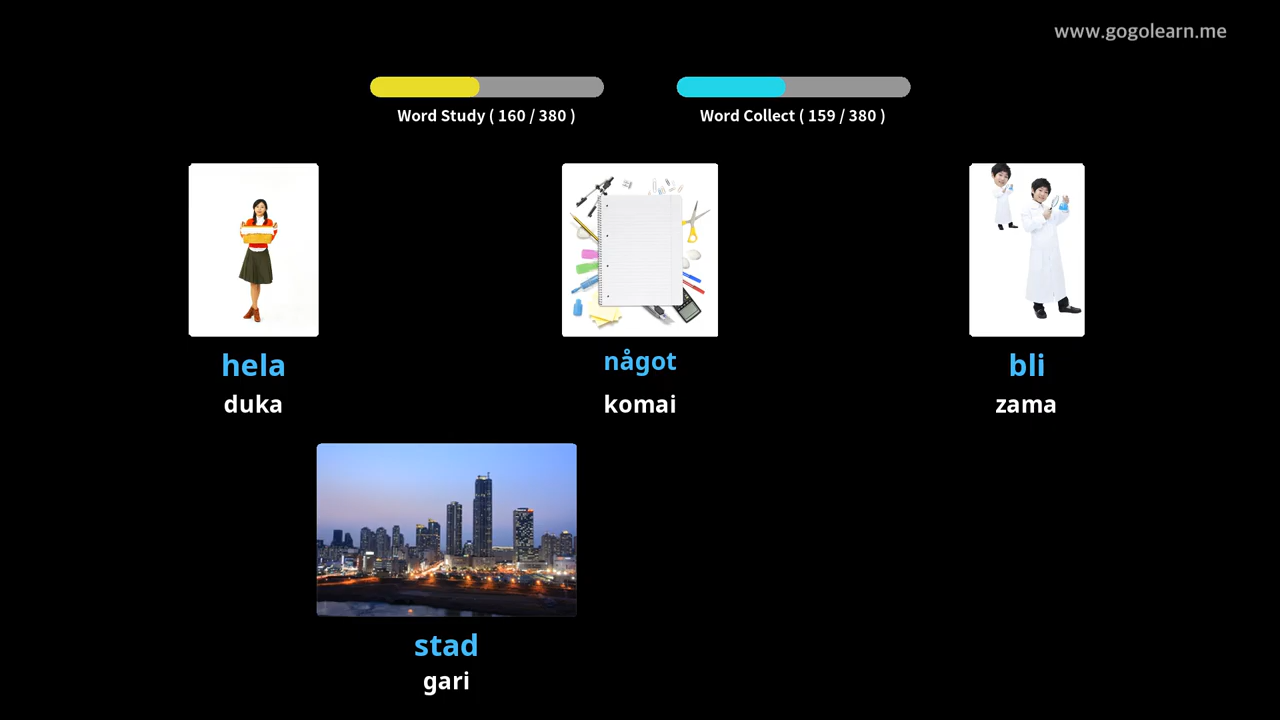 www.gogolearn.me
Word Study ( 160 / 380 )
Word Collect ( 159 / 380 )
hela
duka
något
komai
bli
zama
stad
gari